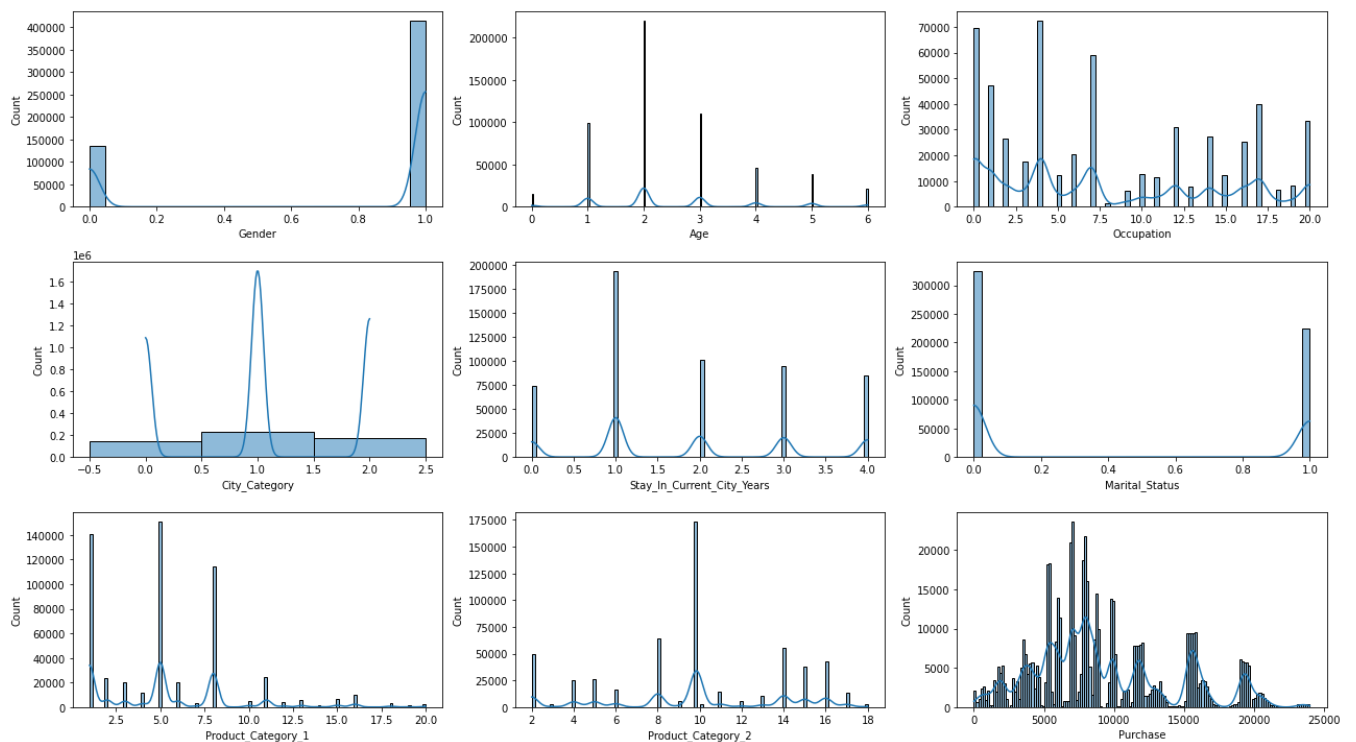 400000
350000
300000
250000
200000
150000
100000
50000
0
Count
0.0 0.2 0.4 0.6 0.8 1.0
Gender
200000
150000
100000
50000
0
Count
0 1 2 3 4 5 6
Age
70000
60000
50000
40000
30000
20000
10000
0
Count
0.0 2.5 5.0 7.5 10.0 12.5 15.0 17.5 20.0
Occupation
1e6
1.6
1.4
1.2
1.0
0.8
0.6
0.4
0.2
0.0
Count
−0.5 0.0 0.5 1.0 1.5 2.0 2.5
City_Category
200000
175000
150000
125000
100000
75000
50000
25000
0
Count
0.0 0.5 1.0 1.5 2.0 2.5 3.0 3.5 4.0
Stay_In_Current_City_Years
300000
250000
200000
150000
100000
50000
0
Count
0.0 0.2 0.4 0.6 0.8 1.0
Marital_Status
140000
120000
100000
80000
60000
40000
20000
0
Count
2.5 5.0 7.5 10.0 12.5 15.0 17.5 20.0
Product_Category_1
175000
150000
125000
100000
75000
50000
25000
0
Count
2 4 6 8 10 12 14 16 18
Product_Category_2
20000
15000
10000
5000
0
Count
0 5000 10000 15000 20000 25000
Purchase